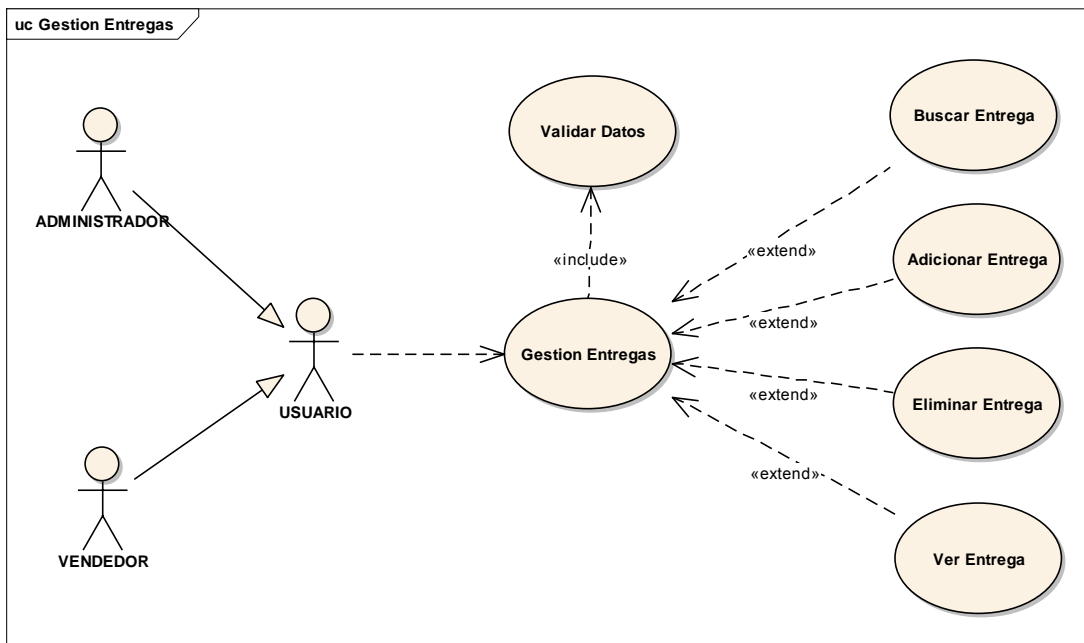 uc Gestion Entregas
ADMINISTRADOR
VENDEDOR
USUARIO
Validar Datos
«include»
Gestion Entregas
«extend»
«extend»
«extend»
«extend»
Buscar Entrega
Adicionar Entrega
Eliminar Entrega
Ver Entrega